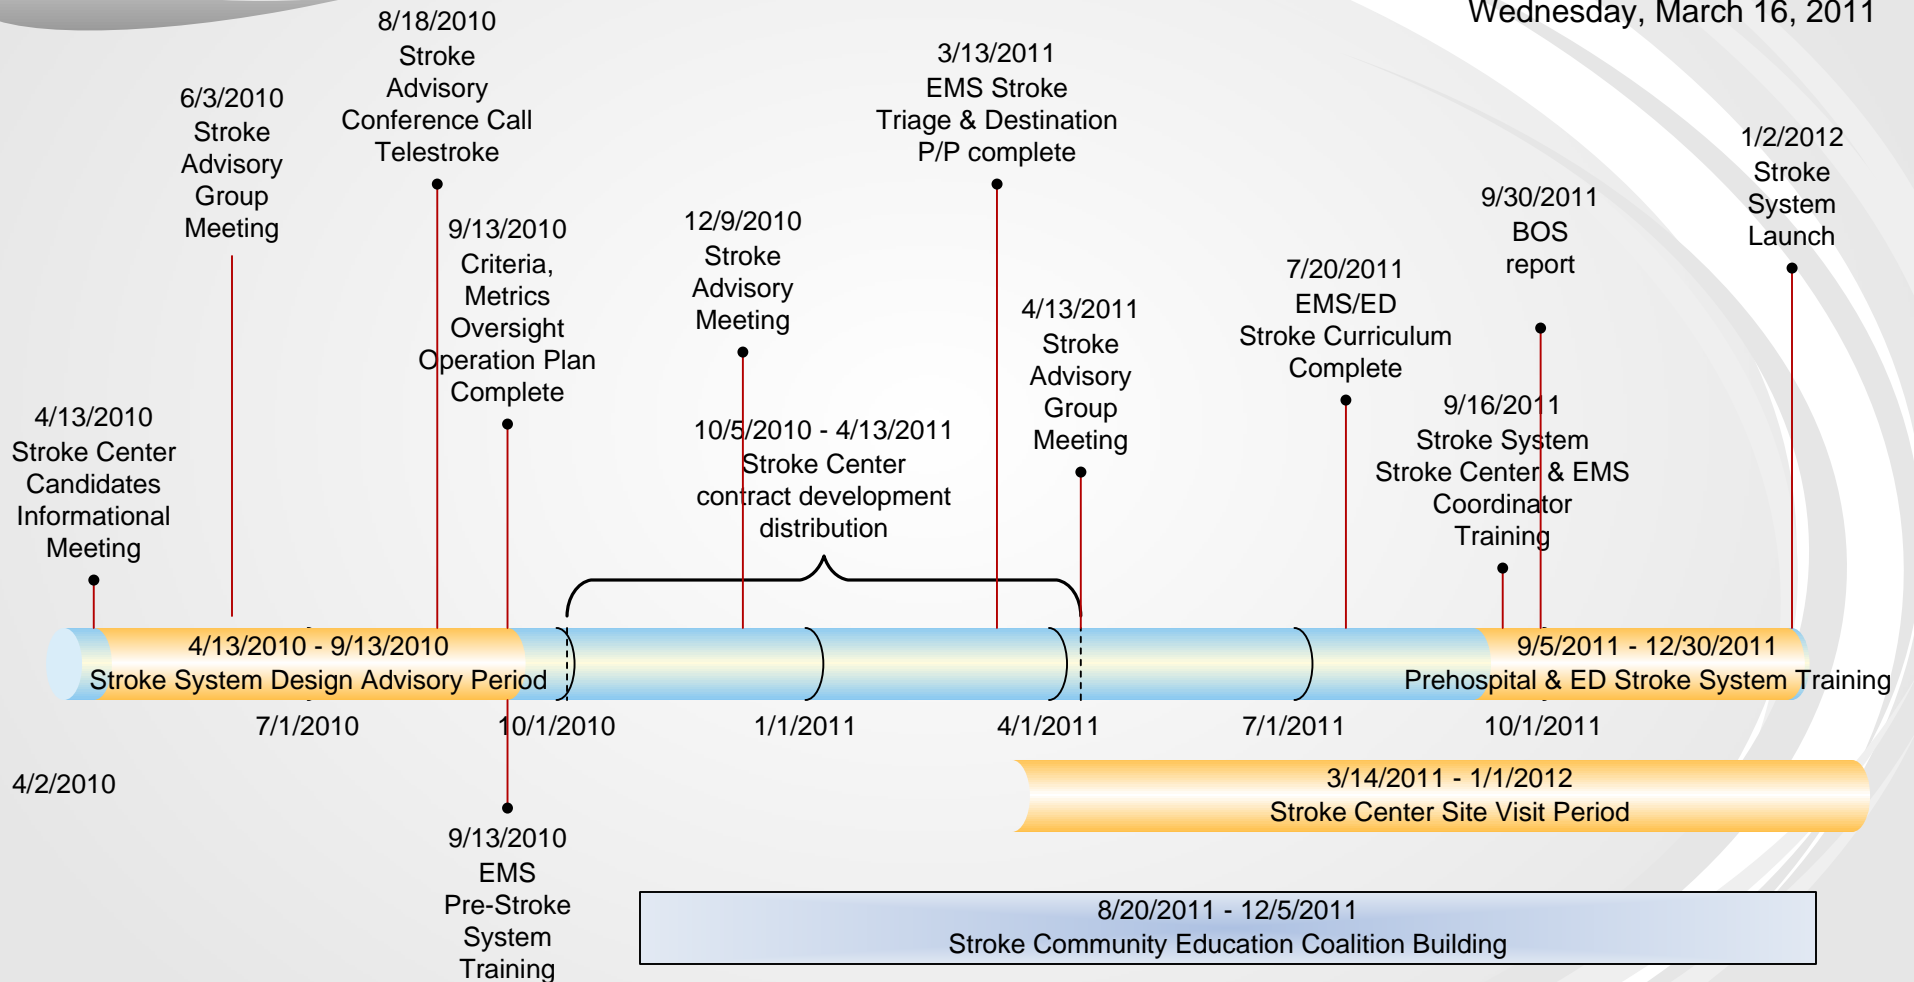 Wednesday, March 16, 2011
8/18/2010
Stroke
Advisory
Conference Call
Telestroke
3/13/2011
EMS Stroke
Triage & Destination
P/P complete
6/3/2010
Stroke
Advisory
Group
Meeting
1/2/2012
Stroke
System
Launch
9/30/2011
BOS
report
12/9/2010
Stroke
Advisory
Meeting
9/13/2010
Criteria,
Metrics
Oversight
Operation Plan
Complete
7/20/2011
EMS/ED
Stroke Curriculum
Complete
4/13/2011
Stroke
Advisory
Group
Meeting
4/13/2010
Stroke Center
Candidates
Informational
Meeting
10/5/2010 - 4/13/2011
Stroke Center
contract development
distribution
9/16/2011
Stroke System
Stroke Center & EMS
Coordinator
Training
4/13/2010 - 9/13/2010
Stroke System Design Advisory Period
9/5/2011 - 12/30/2011
Prehospital & ED Stroke System Training
7/1/2010
10/1/2010
1/1/2011
4/1/2011
7/1/2011
10/1/2011
4/2/2010
3/14/2011 - 1/1/2012
Stroke Center Site Visit Period
9/13/2010
EMS
Pre-Stroke
System
Training
8/20/2011 - 12/5/2011
Stroke Community Education Coalition Building